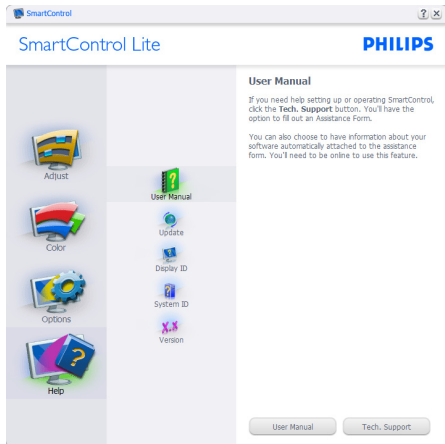 SmartControl
SmartControl Lite
PHILIPS
Adjust
Color
Options
Help
User Manual
Update
Display ID
System ID
X.X
Version
User Manual
If you need help setting up or operating SmartControl,
click the Tech. Support button. You'll have the
option to fill out an Assistance Form.
You can also choose to have information about your
software automatically attached to the assistance
form. You'll need to be online to use this feature.
User Manual
Tech. Support